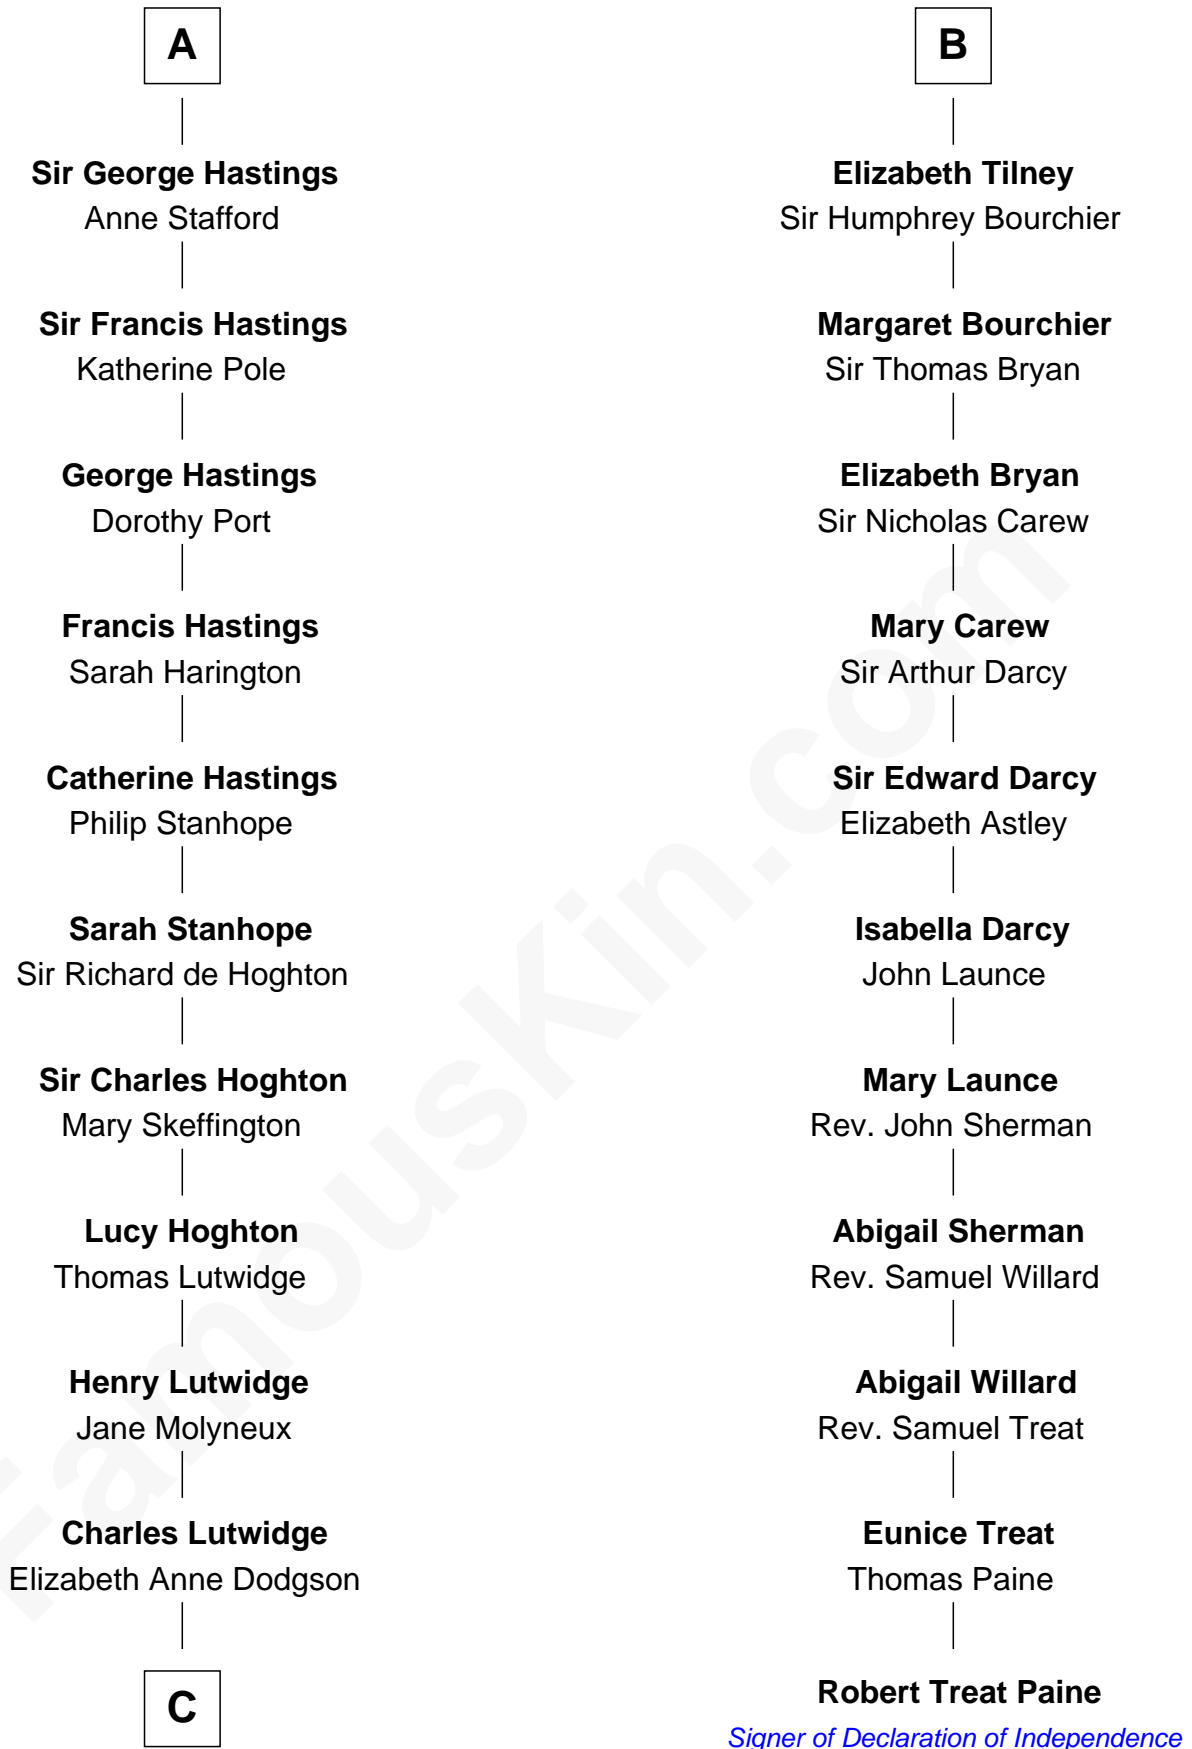 A
Sir George Hastings
Anne Stafford
Sir Francis Hastings
Katherine Pole
George Hastings
Dorothy Port
Francis Hastings
Sarah Harington
Catherine Hastings
Philip Stanhope
Sarah Stanhope
Sir Richard de Hoghton
Sir Charles Hoghton
Mary Skeffington
Lucy Hoghton
Thomas Lutwidge
Henry Lutwidge
Jane Molyneux
Charles Lutwidge
Elizabeth Anne Dodgson
C
B
Elizabeth Tilney
Sir Humphrey Bourchier
Margaret Bourchier
Sir Thomas Bryan
Elizabeth Bryan
Sir Nicholas Carew
Mary Carew
Sir Arthur Darcy
Sir Edward Darcy
Elizabeth Astley
Isabella Darcy
John Launce
Mary Launce
Rev. John Sherman
Abigail Sherman
Rev. Samuel Willard
Abigail Willard
Rev. Samuel Treat
Eunice Treat
Thomas Paine
Robert Treat Paine
Signer of Declaration of Independence
FamousKin.com